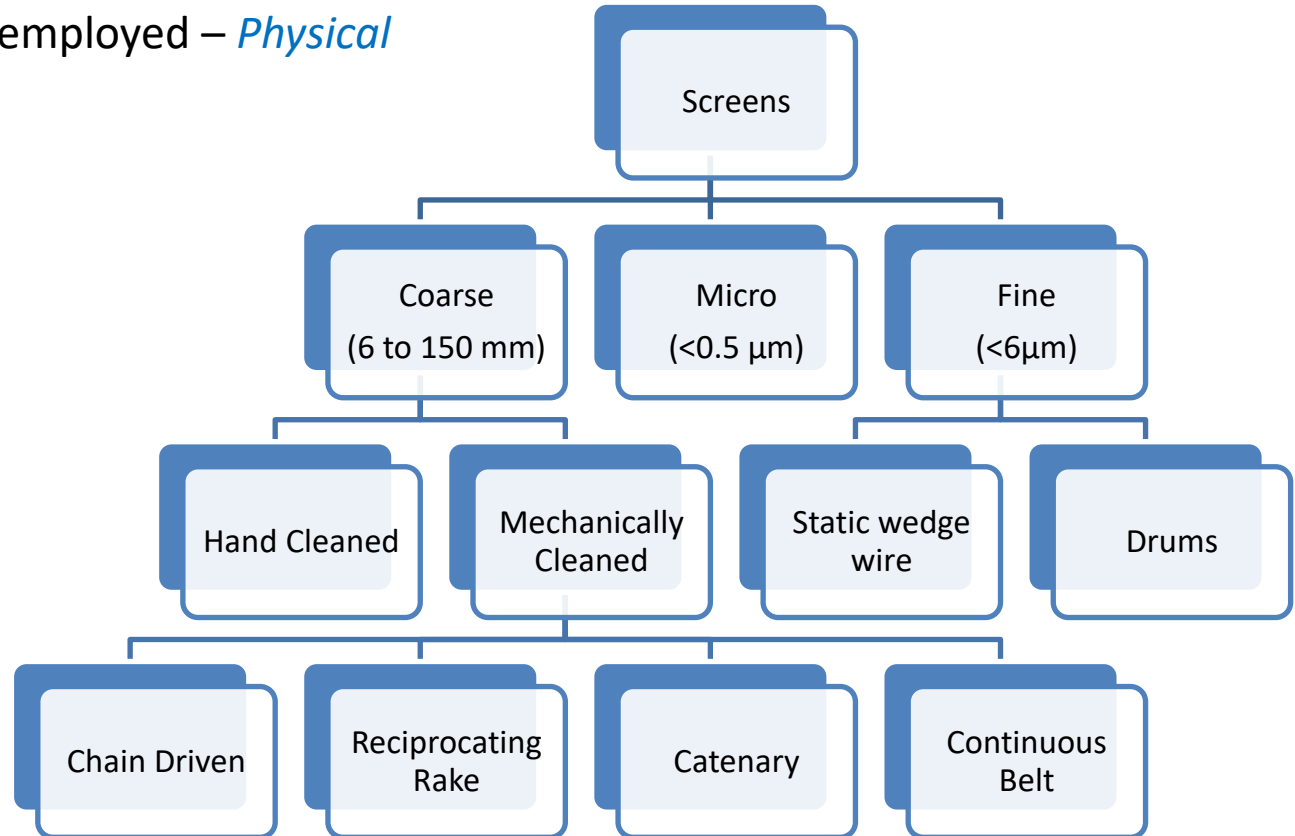 employed – Physical
Screens
Coarse
(6 to 150 mm)
Micro
(<0.5 µm)
Fine
(<6µm)
Hand Cleaned
Mechanically
Cleaned
Static wedge
wire
Drums
Chain Driven
Reciprocating
Rake
Catenary
Continuous
Belt